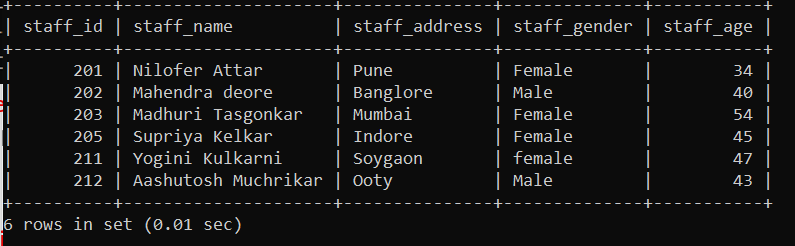 +----------+--------------------+---------------+--------------+-----------+
| staff_id | staff_name         | staff_address | staff_gender | staff_age |
+----------+--------------------+---------------+--------------+-----------+
|      201 | Nilofer Attar      | Pune          | Female       |        34 |
|      202 | Mahendra deore     | Banglore      | Male         |        40 |
|      203 | Madhuri Tasgonkar  | Mumbai        | Female       |        54 |
|      205 | Supriya Kelkar     | Indore        | Female       |        45 |
|      211 | Yogini Kulkarni    | Soygaon       | female       |        47 |
|      212 | Aashutosh Muchrikar | Ooty          | Male         |        43 |
+----------+--------------------+---------------+--------------+-----------+
6 rows in set (0.01 sec)